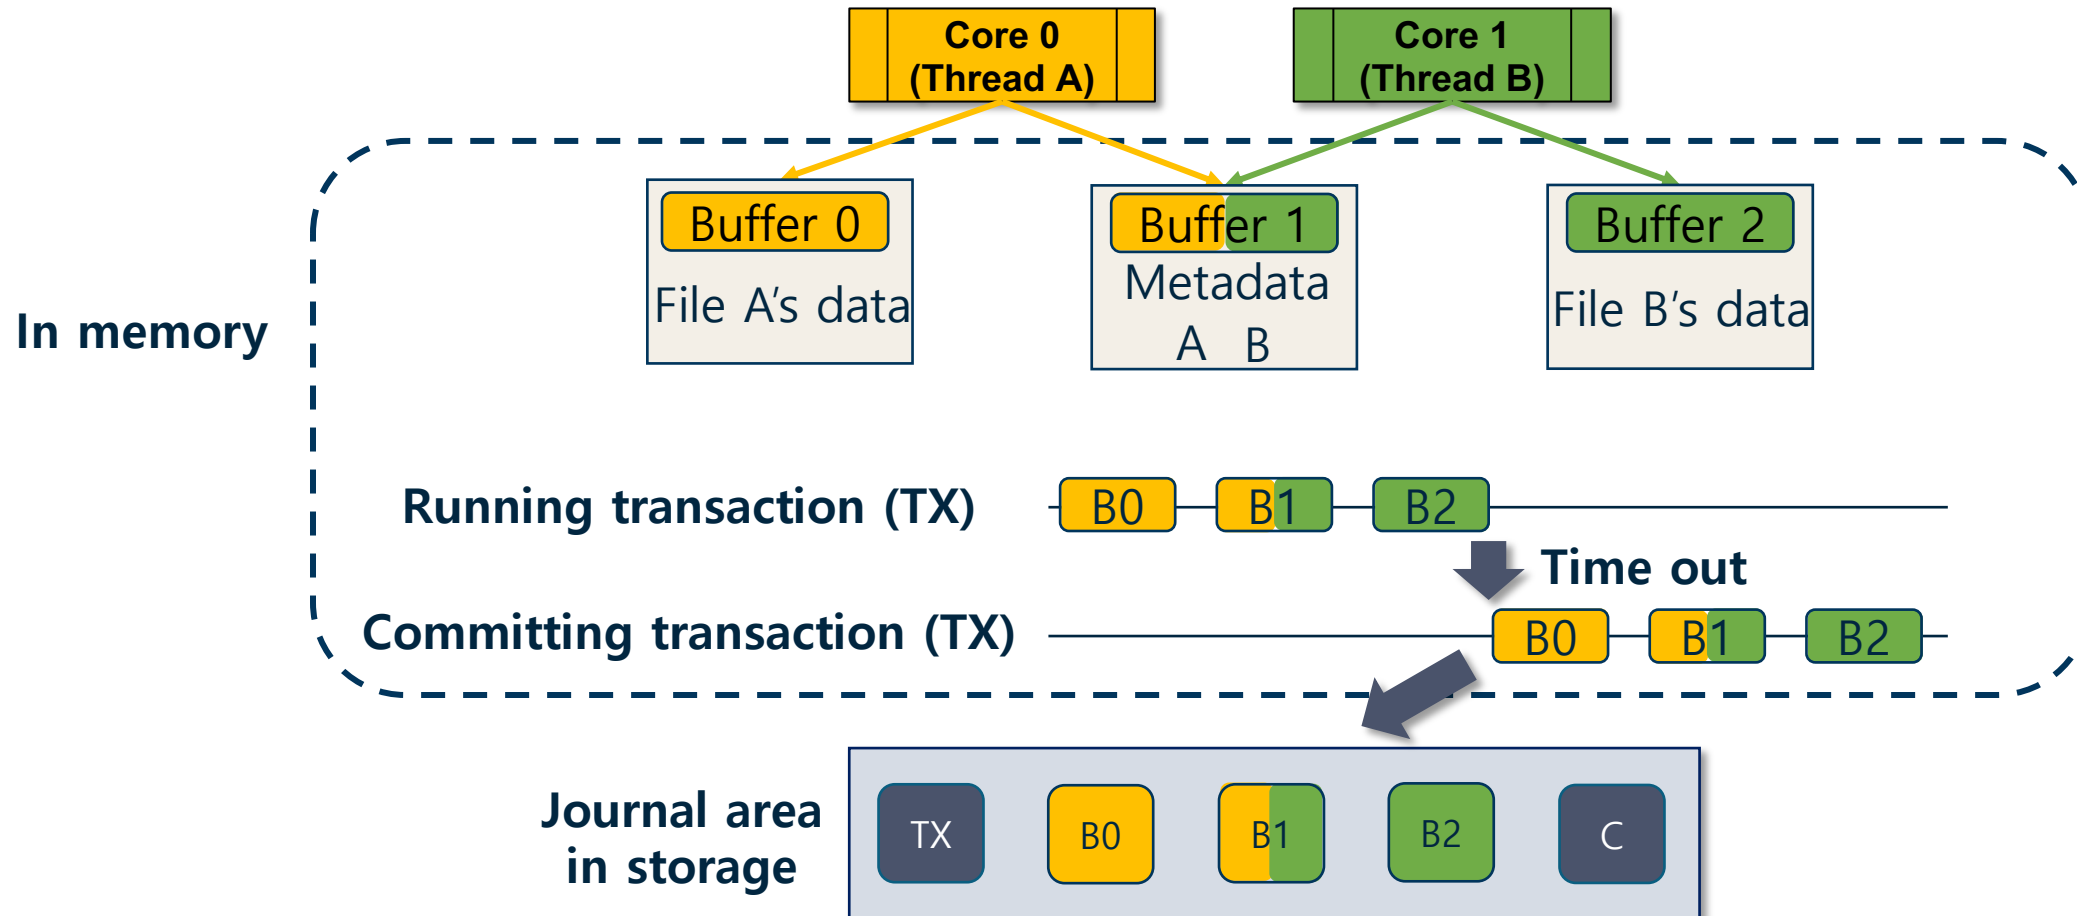 Core 0
(Thread A)
Core 1
(Thread B)
In memory
Buffer 0
File A's data
Buffer 1
Metadata
A B
Buffer 2
File B's data
Running transaction (TX)
B0
B1
B2
Time out
Committing transaction (TX)
B0
B1
B2
Journal area
in storage
TX
B0
B1
B2
C